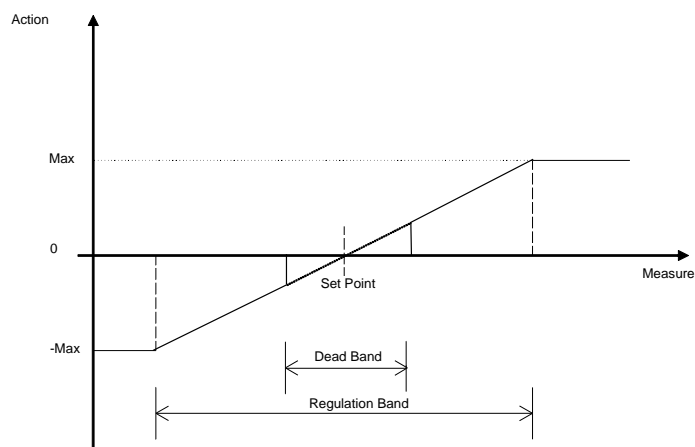 Action
Max
0
Measure
Set Point
-Max
Dead Band
Regulation Band